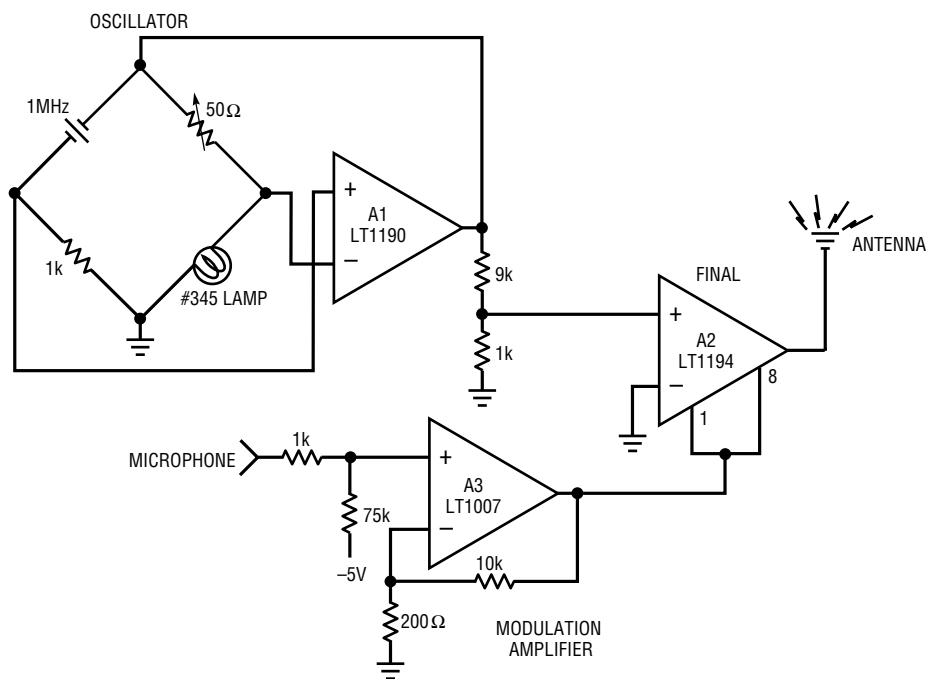 OSCILLATOR
1MHz
50Ω
1k
#345 LAMP
+
–
A1
LT1190
9k
1k
FINAL
+
–
A2
LT1194
1
8
ANTENNA
MICROPHONE
1k
75k
–5V
+
–
A3
LT1007
10k
200Ω
MODULATION
AMPLIFIER